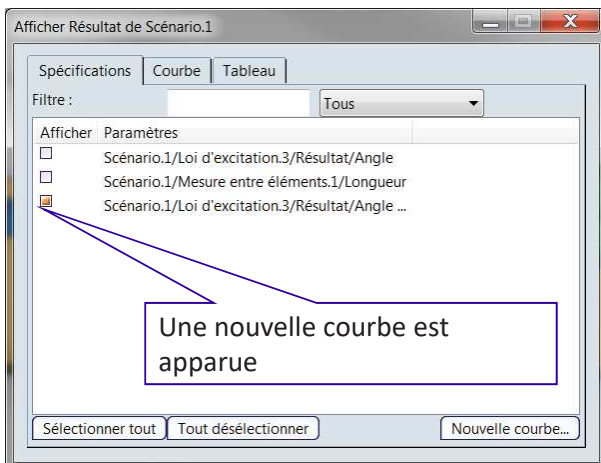 Afficher Résultat de Scénario.1
Spécifications Courbe Tableau
Filtre : Tous
Afficher Paramètres
Scénario.1/Loi d'excitation.3/Résultat/Angle
Scénario.1/Mesure entre éléments.1/Longueur
Scénario.1/Loi d'excitation.3/Résultat/Angle ...
Une nouvelle courbe est
apparue
Sélectionner tout Tout désélectionner Nouvelle courbe...